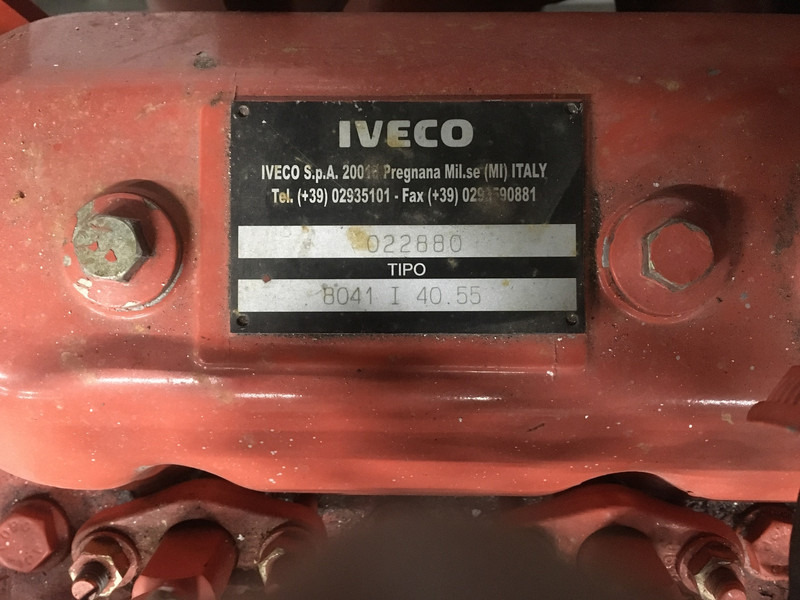 IVECO
IVECO S.p.A. Pregnana Mil.se (MI) ITALY
Tel. (+39) 02935101 - Fax (+39)
022880
TIPO
8041 I 40.55